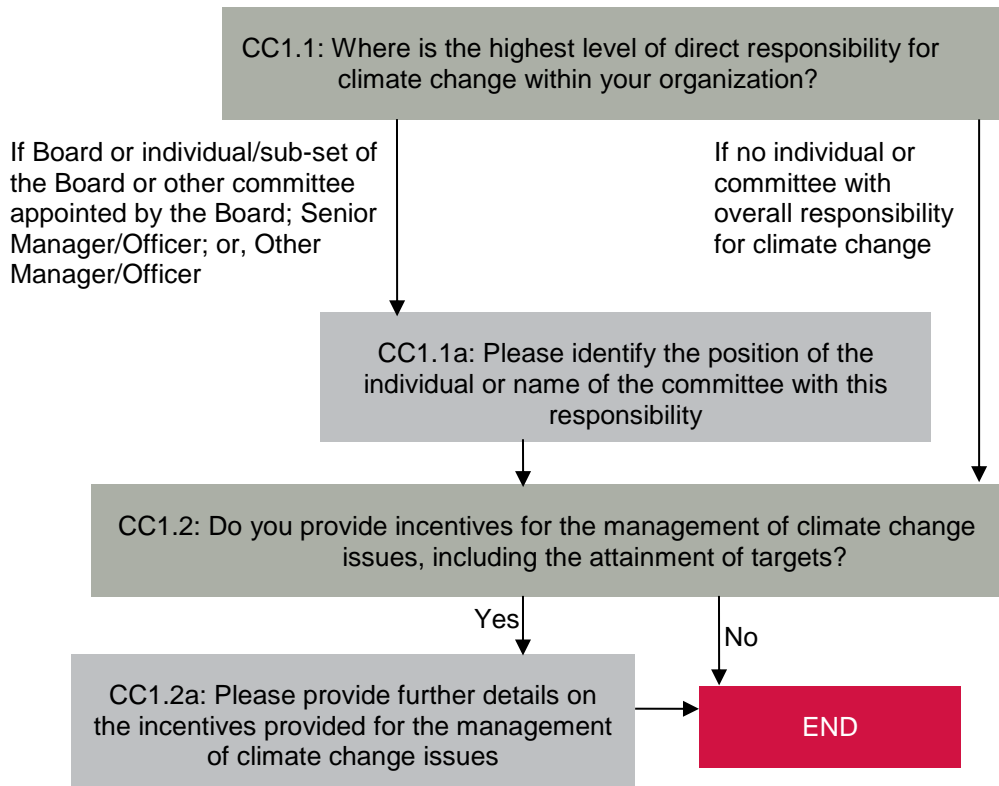 CC1.1: Where is the highest level of direct responsibility for
climate change within your organization?
If Board or individual/sub-set of
the Board or other committee
appointed by the Board; Senior
Manager/Officer; or, Other
Manager/Officer
If no individual or
committee with
overall responsibility
for climate change
CC1.1a: Please identify the position of the
individual or name of the committee with this
responsibility
CC1.2: Do you provide incentives for the management of climate change
issues, including the attainment of targets?
Yes
No
CC1.2a: Please provide further details on
the incentives provided for the management
of climate change issues
END